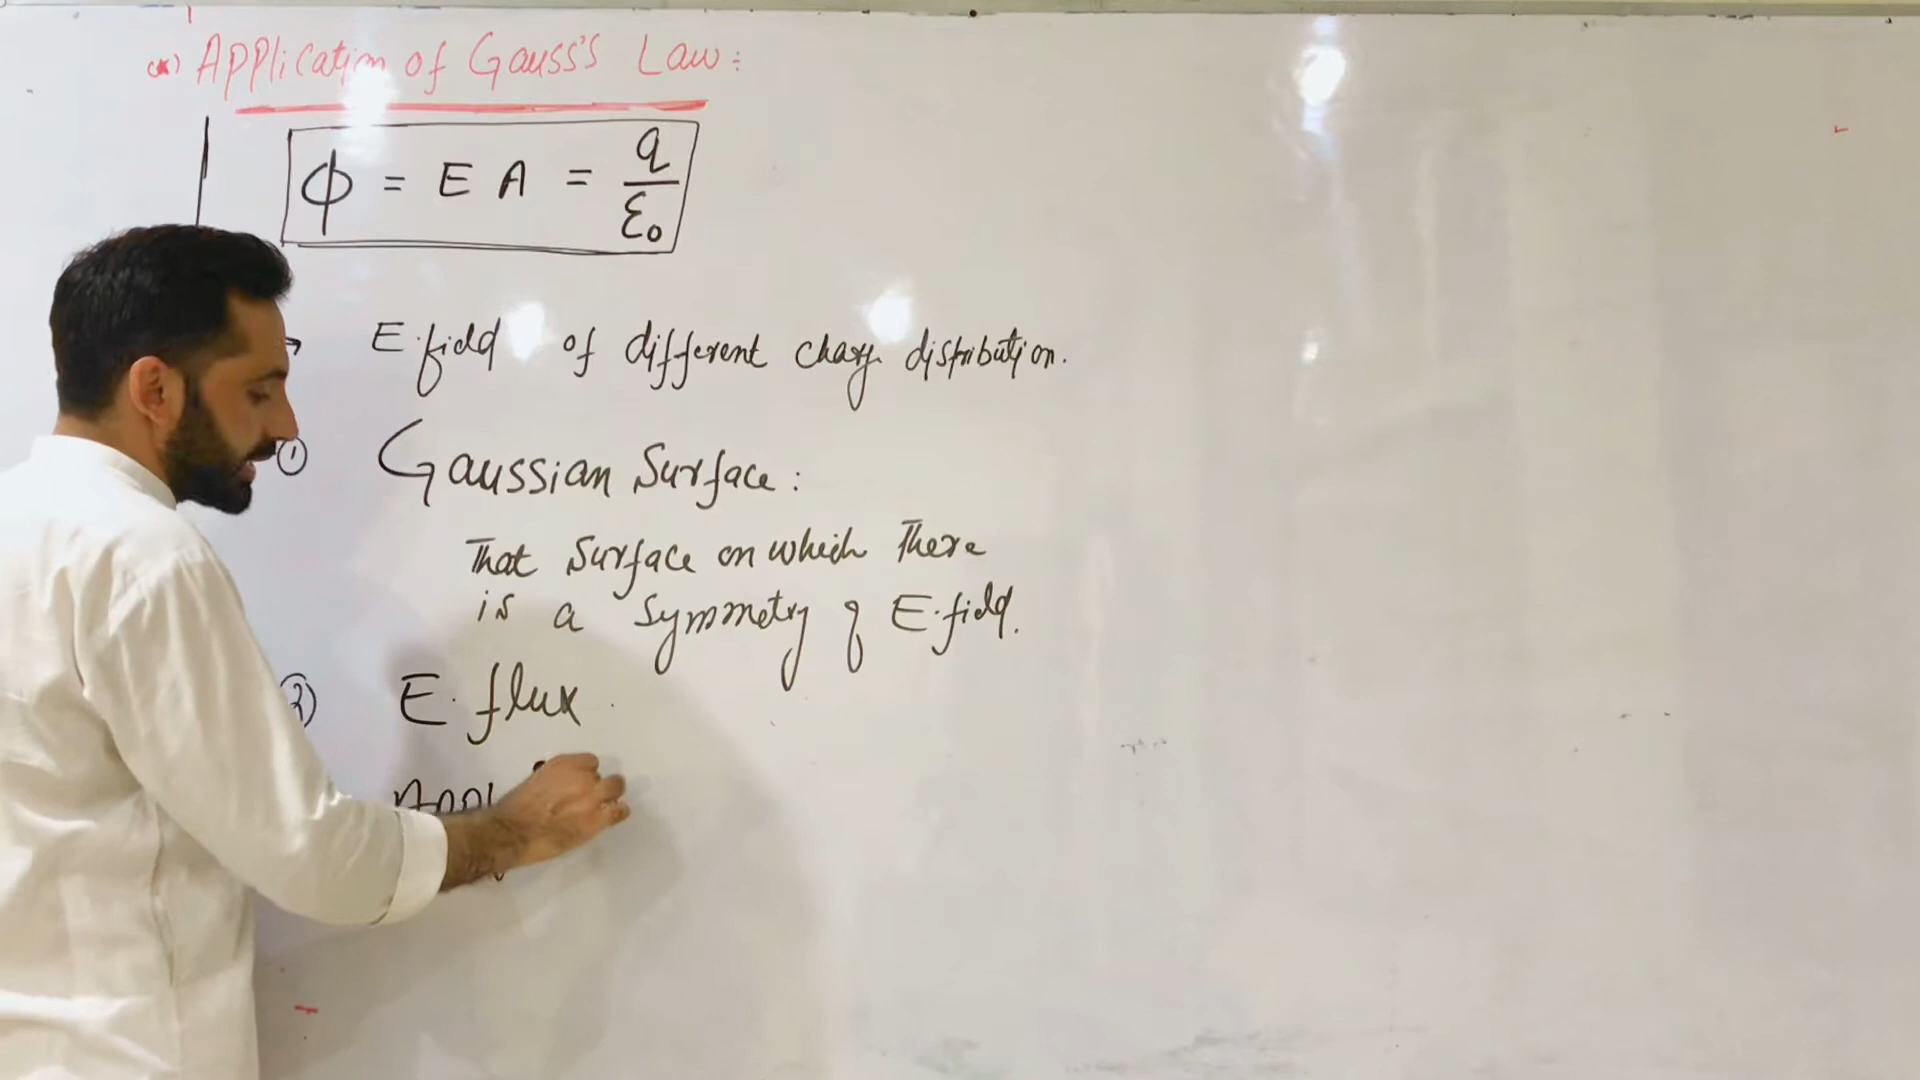 (*) Application of Gauss's Law:
ϕ = E A = q/ε₀
→ E.field of different charge distribution.
① Gaussian Surface:
That Surface on which There
is a Symmetry of E.field.
② E. flux